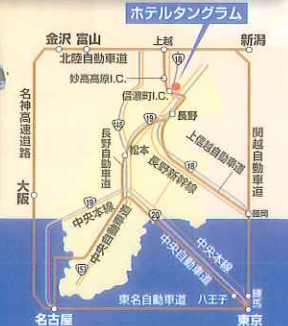 ホテルタングラム
金沢 富山
上越
新潟
北陸自動車道
18
妙高高原I.C.
信濃町I.C.
名神高速道路
長野自動車道
19
長野
143
松本
上信越自動車道
関越自動車道
18
長野新幹線
大阪
19
中央本線
中央自動車道
藤岡
20
中央本線
中央自動車道
153
東名自動車道
八王子
練馬
名古屋
東京